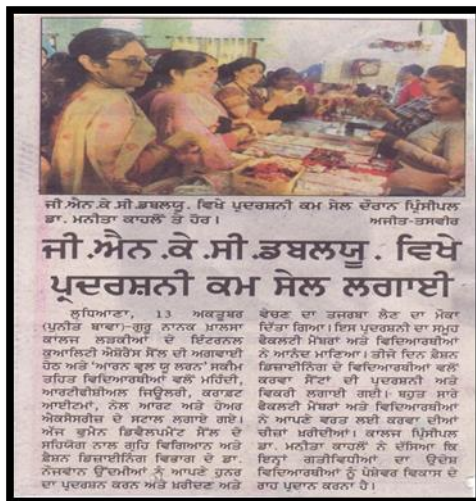 ਜੀ.ਐਨ.ਕੇ.ਸੀ.ਡਬਲਯੂ. ਵਿਖੇ ਪ੍ਰਦਰਸ਼ਨੀ ਕਮ ਸੇਲ ਦੌਰਾਨ ਪ੍ਰਿੰਸੀਪਲ
ਡਾ. ਮਨੀਤਾ ਕਾਹਲੋਂ ਤੇ ਹੋਰ। ਅਜੀਤ-ਤਸਵੀਰ
ਜੀ.ਐਨ.ਕੇ.ਸੀ.ਡਬਲਯੂ. ਵਿਖੇ
ਪ੍ਰਦਰਸ਼ਨੀ ਕਮ ਸੇਲ ਲਗਾਈ
ਲੁਧਿਆਣਾ, 13 ਅਕਤੂਬਰ
(ਪੁਨੀਤ ਬਾਵਾ)-ਗੁਰੂ ਨਾਨਕ ਖ਼ਾਲਸਾ
ਕਾਲਜ ਲੜਕੀਆਂ ਦੇ ਇੰਟਰਨਲ
ਕੁਆਲਿਟੀ ਐਸ਼ੋਰੈਂਸ ਸੈੱਲ ਦੀ ਅਗਵਾਈ
ਹੇਠ ਅਤੇ 'ਆਰਨ ਵ੍ਹਾਈਲ ਯੂ ਲਰਨ' ਸਕੀਮ
ਤਹਿਤ ਵਿਦਿਆਰਥੀਆਂ ਵਲੋਂ ਮਹਿੰਦੀ,
ਆਰਟੀਫੀਸ਼ੀਅਲ ਜਿਊਲਰੀ, ਕਰਾਫ਼ਟ
ਆਈਟਮਾਂ, ਨੇਲ ਆਰਟ ਅਤੇ ਹੇਅਰ
ਐਕਸੈਸਰੀਜ਼ ਦੇ ਸਟਾਲ ਲਗਾਏ ਗਏ।
ਅੱਜ ਵੂਮੈਨ ਡਿਵੈਲਪਮੈਂਟ ਸੈੱਲ ਦੇ
ਸਹਿਯੋਗ ਨਾਲ ਗ੍ਰਹਿ ਵਿਗਿਆਨ ਅਤੇ
ਫ਼ੈਸ਼ਨ ਡਿਜ਼ਾਈਨਿੰਗ ਵਿਭਾਗ ਦੇ ਡਾ.
ਨੌਜਵਾਨ ਉੱਦਮੀਆਂ ਨੂੰ ਆਪਣੇ ਹੁਨਰ
ਦਾ ਪ੍ਰਦਰਸ਼ਨ ਕਰਨ ਅਤੇ ਖ਼ਰੀਦਣ ਅਤੇ
ਵੇਚਣ ਦਾ ਤਜਰਬਾ ਲੈਣ ਦਾ ਮੌਕਾ
ਦਿੱਤਾ ਗਿਆ। ਇਸ ਪ੍ਰਦਰਸ਼ਨੀ ਦਾ ਸਮੂਹ
ਫੈਕਲਟੀ ਮੈਂਬਰਾਂ ਅਤੇ ਵਿਦਿਆਰਥੀਆਂ
ਨੇ ਆਨੰਦ ਮਾਣਿਆ। ਤੀਜੇ ਦਿਨ ਫ਼ੈਸ਼ਨ
ਡਿਜ਼ਾਈਨਿੰਗ ਦੇ ਵਿਦਿਆਰਥੀਆਂ ਵਲੋਂ
ਕਰਵਾ ਸੈੱਟਾਂ ਦੀ ਪ੍ਰਦਰਸ਼ਨੀ ਅਤੇ
ਵਿਕਰੀ ਲਗਾਈ ਗਈ। ਬਹੁਤ ਸਾਰੇ
ਫੈਕਲਟੀ ਮੈਂਬਰਾਂ ਅਤੇ ਵਿਦਿਆਰਥੀਆਂ
ਨੇ ਆਪਣੇ ਵਰਤ ਲਈ ਕਰਵਾ ਦੀਆਂ
ਚੀਜ਼ਾਂ ਖ਼ਰੀਦੀਆਂ। ਕਾਲਜ ਪ੍ਰਿੰਸੀਪਲ
ਡਾ. ਮਨੀਤਾ ਕਾਹਲੋਂ ਨੇ ਦੱਸਿਆ ਕਿ
ਇਨ੍ਹਾਂ ਗਤੀਵਿਧੀਆਂ ਦਾ ਉਦੇਸ਼
ਵਿਦਿਆਰਥੀਆਂ ਨੂੰ ਪੇਸ਼ੇਵਰ ਵਿਕਾਸ ਦੇ
ਰਾਹ ਪ੍ਰਦਾਨ ਕਰਨਾ ਹੈ।